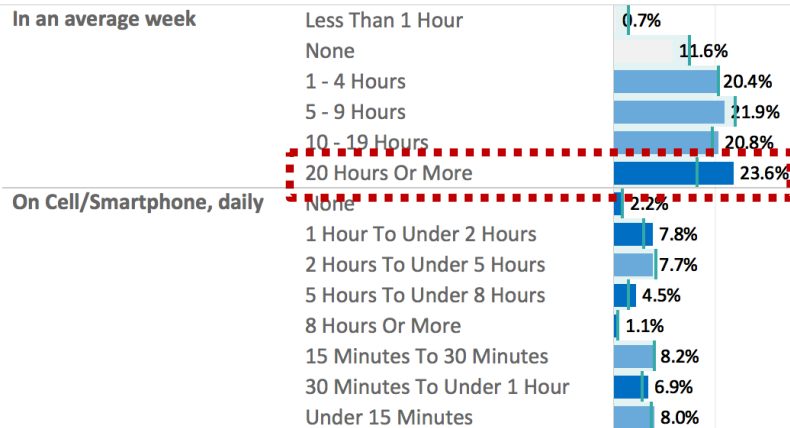 In an average week Less Than 1 Hour 0.7%
None 11.6%
1 - 4 Hours 20.4%
5 - 9 Hours 21.9%
10 - 19 Hours 20.8%
20 Hours Or More 23.6%
On Cell/Smartphone, daily None 2.2%
1 Hour To Under 2 Hours 7.8%
2 Hours To Under 5 Hours 7.7%
5 Hours To Under 8 Hours 4.5%
8 Hours Or More 1.1%
15 Minutes To 30 Minutes 8.2%
30 Minutes To Under 1 Hour 6.9%
Under 15 Minutes 8.0%